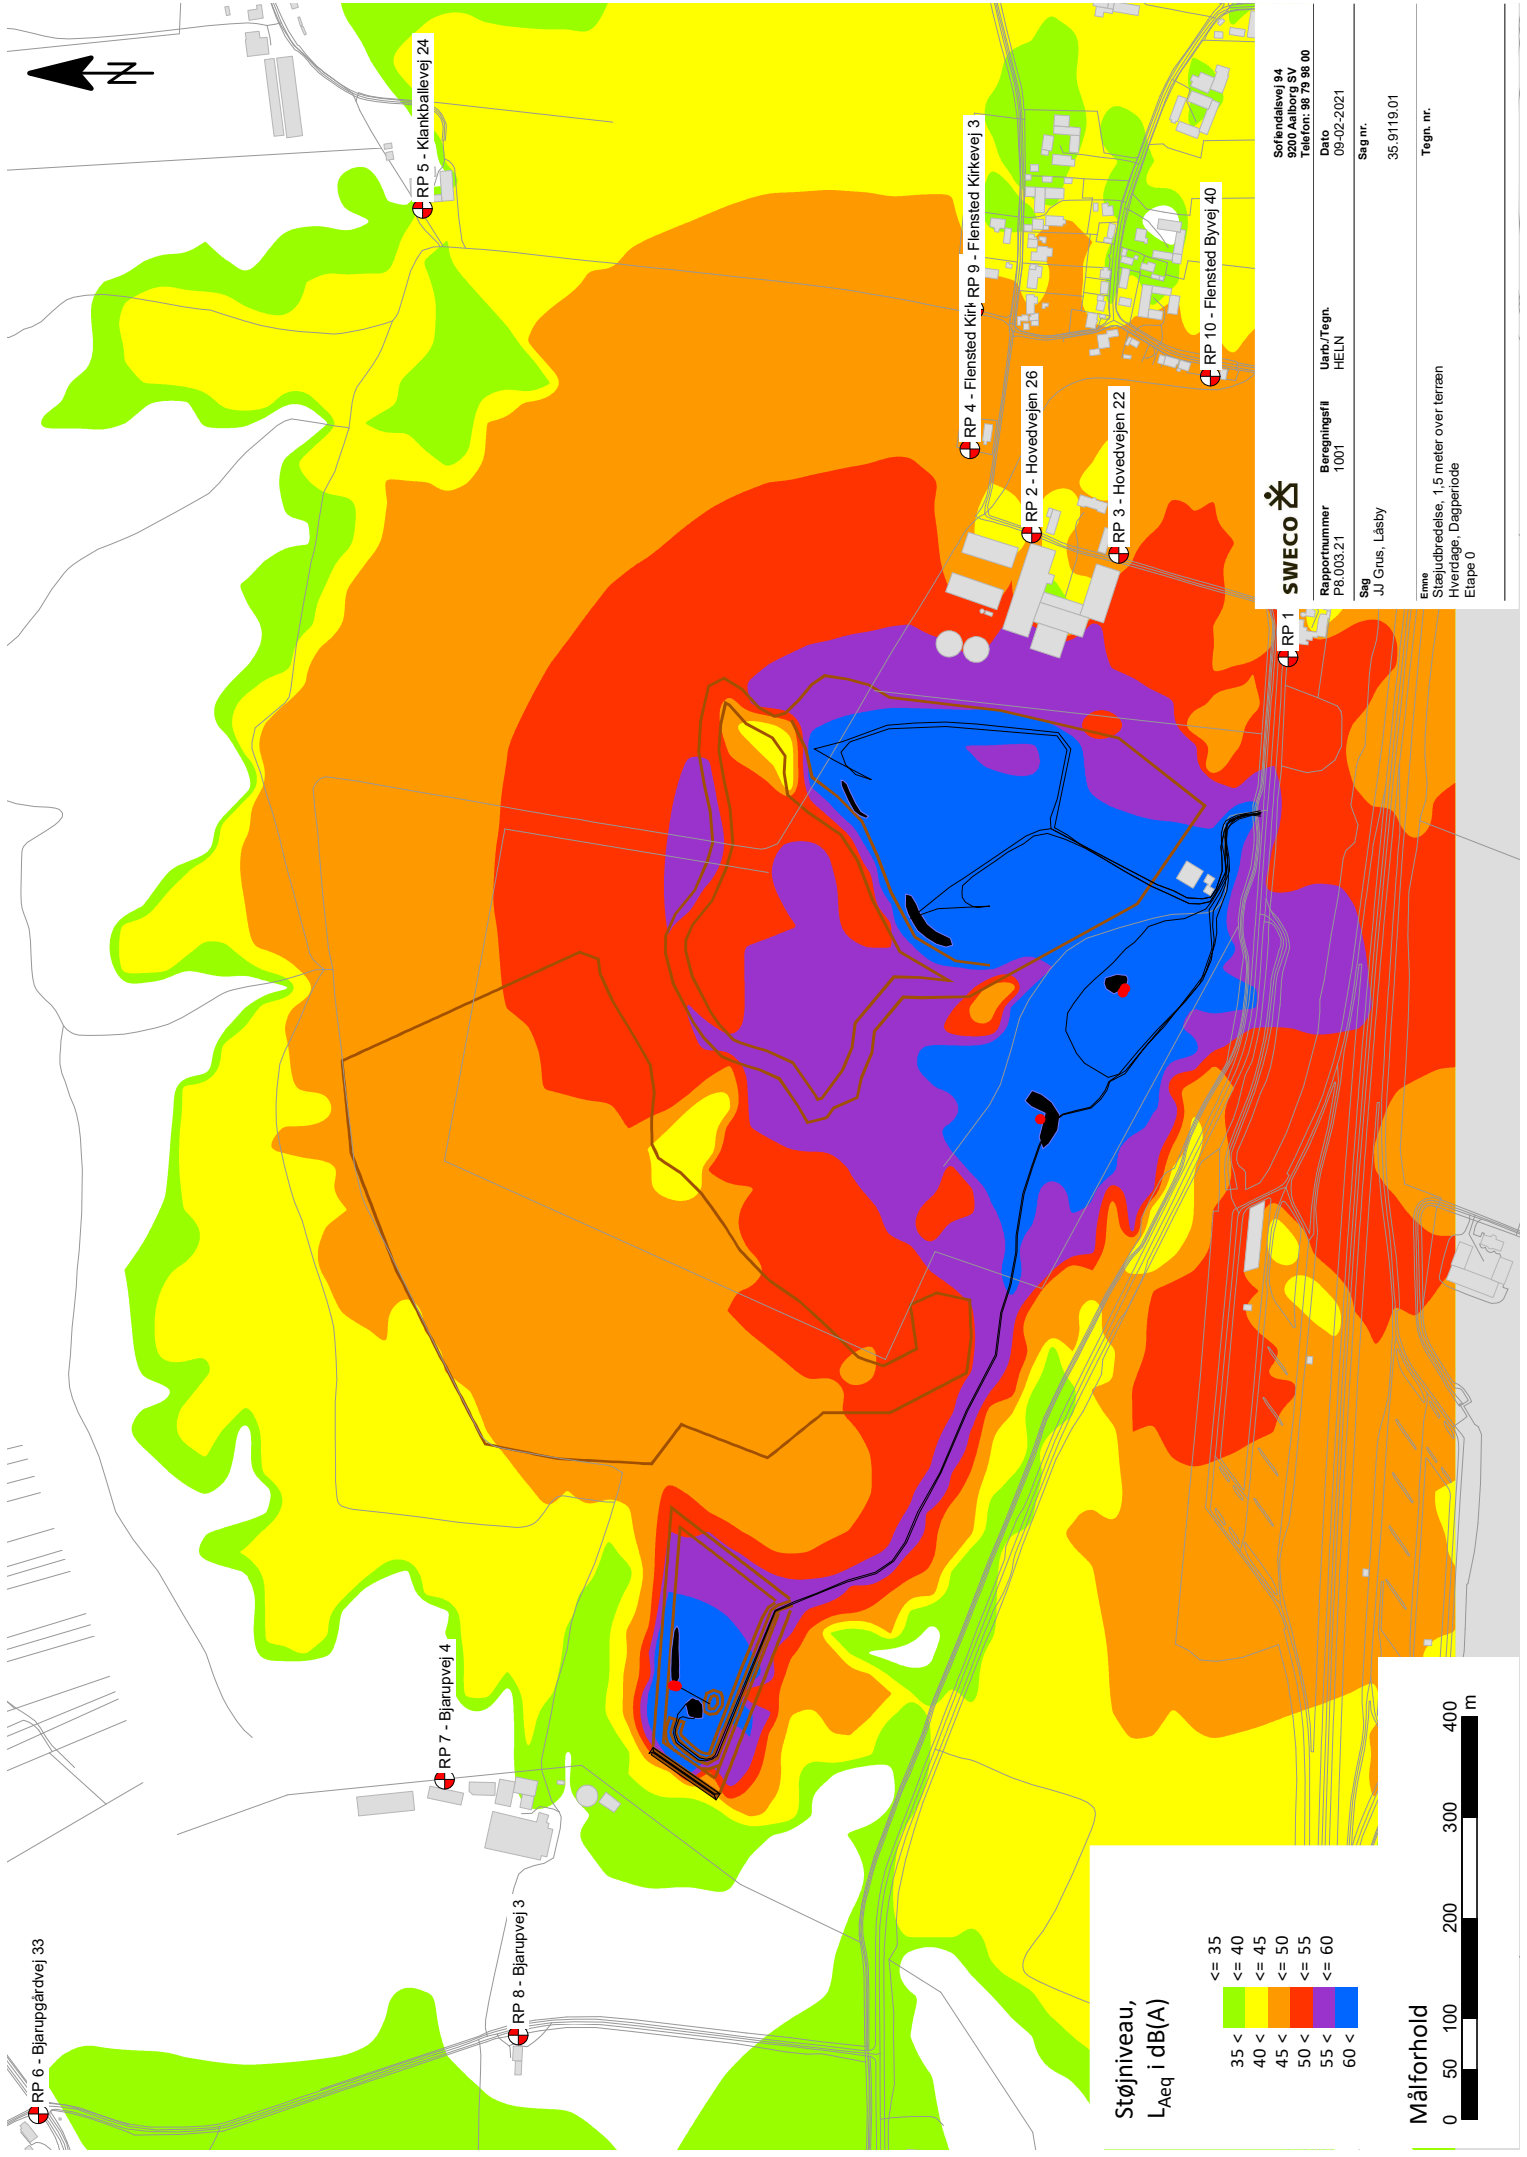 N
RP 6 - Bjarupgårdvej 33
RP 8 - Bjarupvej 3
RP 7 - Bjarupvej 4
RP 5 - Klankballevej 24
RP 4 - Flensted Kirk
RP 9 - Flensted Kirkevej 3
RP 2 - Hovedvejen 26
RP 3 - Hovedvejen 22
RP 10 - Flensted Byvej 40
RP 1
Støjniveau,
LAeq i dB(A)
<= 35
35 < <= 40
40 < <= 45
45 < <= 50
50 < <= 55
55 < <= 60
60 <
Målforhold
0 50 100 200 300 400
m
SWECO
Sofiendalsvej 94
9200 Aalborg SV
Telefon: 98 79 98 00
Rapportnummer Beregningsfil Uarb./Tegn. Dato
P8.003.21 1001 HELN 09-02-2021
Sag Sag nr.
JJ Grus, Låsby 35.9119.01
Emne Tegn. nr.
Stæjudbredelse, 1,5 meter over terræn
Hverdage, Dagperiode
Etape 0